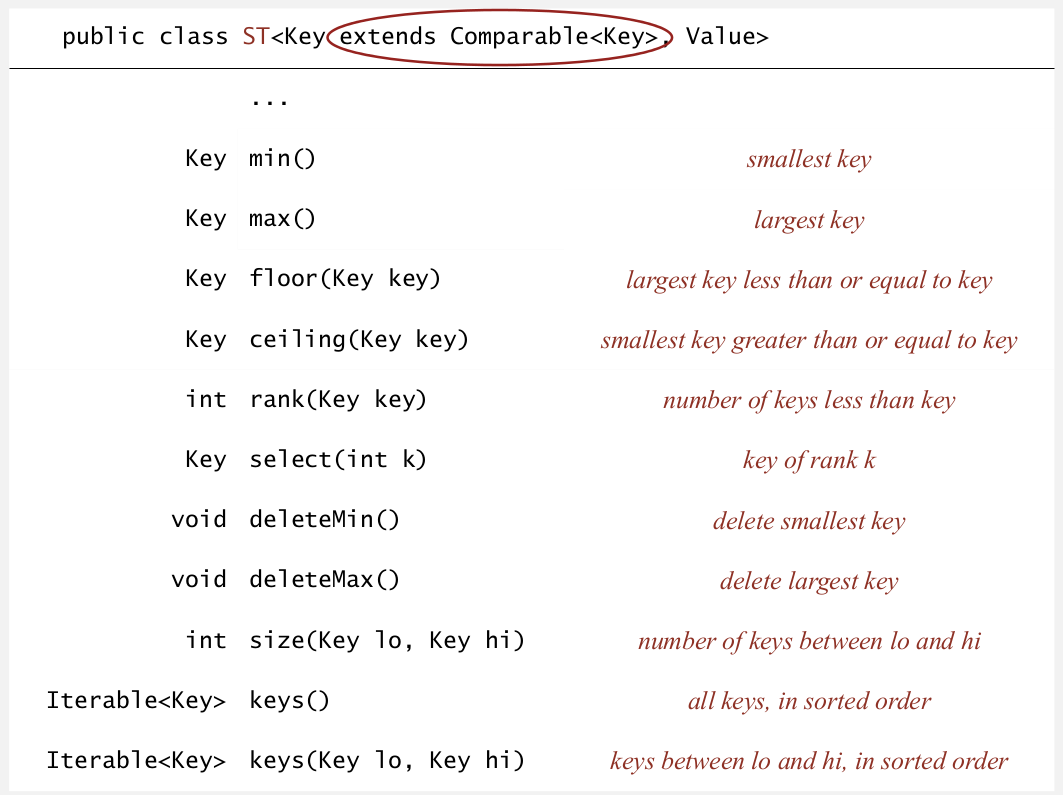 public class ST<Key extends Comparable<Key>, Value>
...
Key min() smallest key
Key max() largest key
Key floor(Key key) largest key less than or equal to key
Key ceiling(Key key) smallest key greater than or equal to key
int rank(Key key) number of keys less than key
Key select(int k) key of rank k
void deleteMin() delete smallest key
void deleteMax() delete largest key
int size(Key lo, Key hi) number of keys between lo and hi
Iterable<Key> keys() all keys, in sorted order
Iterable<Key> keys(Key lo, Key hi) keys between lo and hi, in sorted order